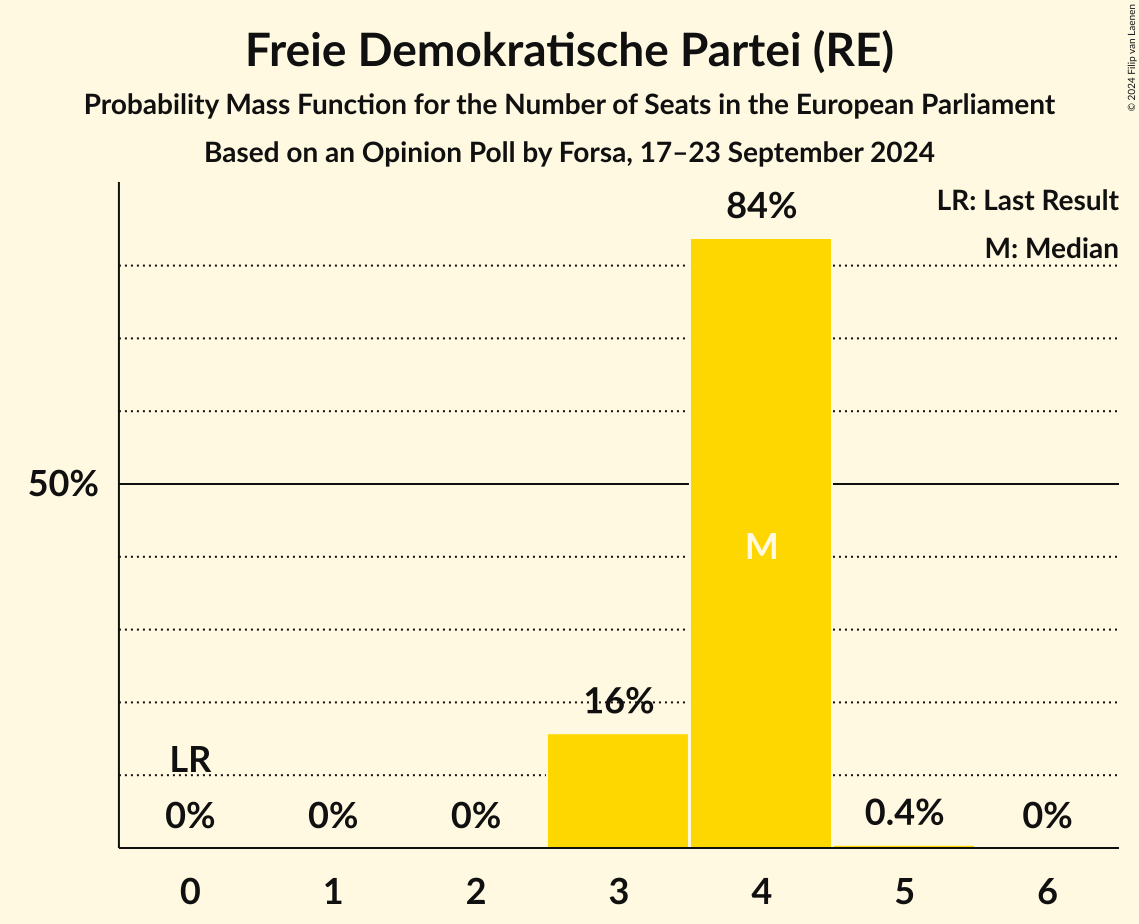 Freie Demokratische Partei (RE)
Probability Mass Function for the Number of Seats in the European Parliament
Based on an Opinion Poll by Forsa, 17–23 September 2024
© 2024 Filip van Laenen
LR: Last Result
M: Median
84%
50%
M
16%
LR
0%
0%
0%
0.4%
0%
0 1 2 3 4 5 6